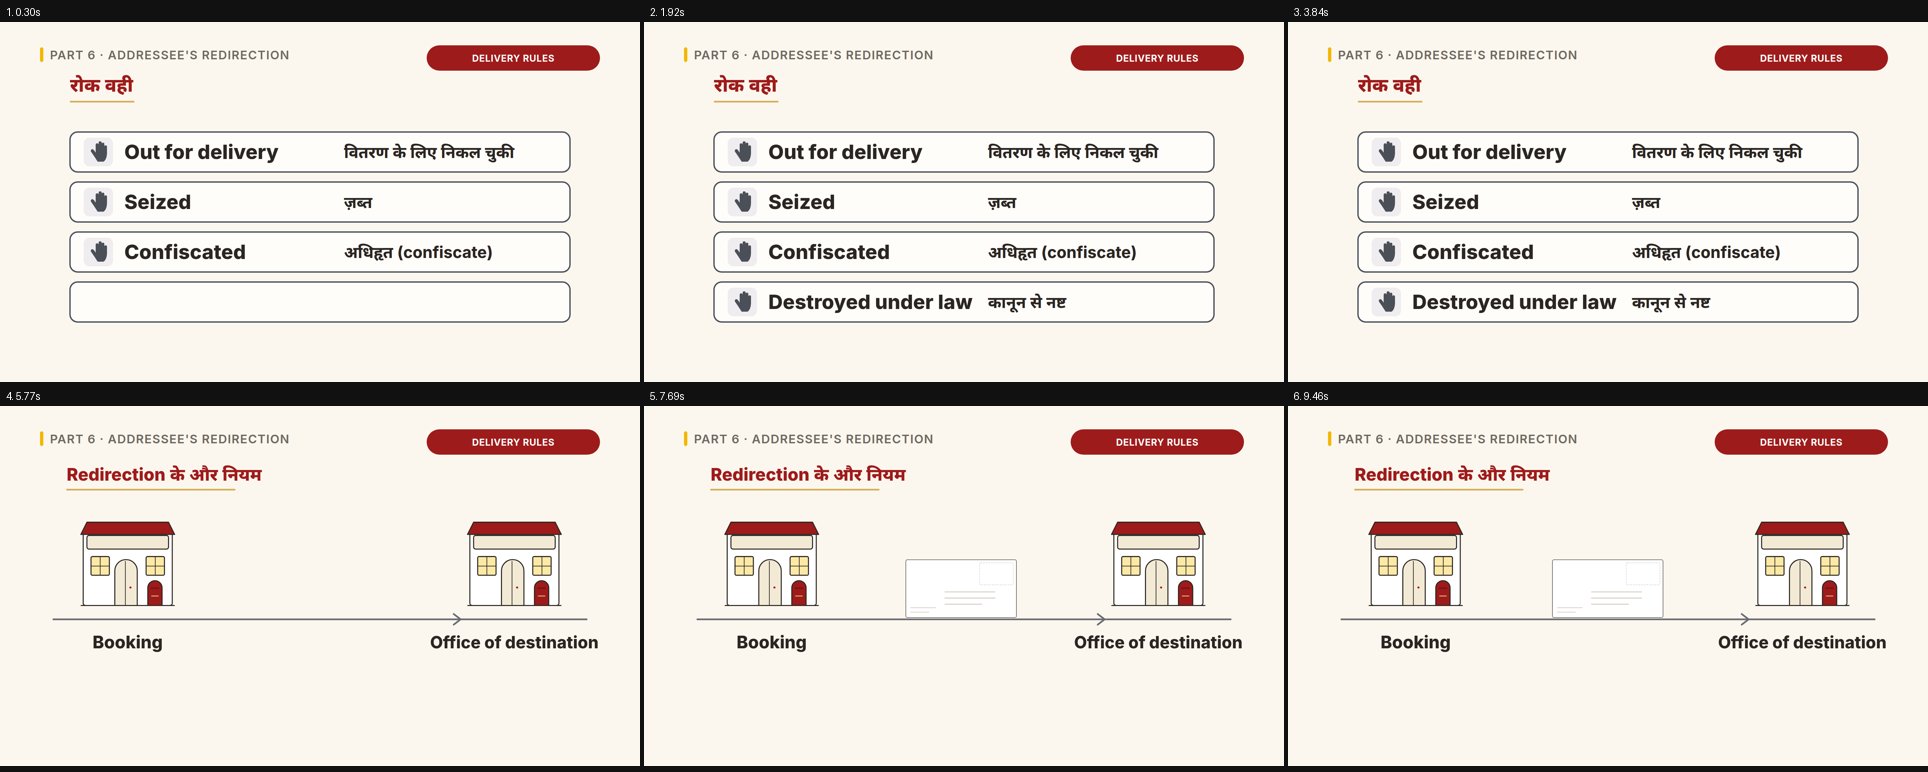 1. 0.30s
PART 6 · ADDRESSEE'S REDIRECTION
DELIVERY RULES
रोक वही
Out for delivery वितरण के लिए निकल चुकी
Seized ज़ब्त
Confiscated अधिहृत (confiscate)
2. 1.92s
PART 6 · ADDRESSEE'S REDIRECTION
DELIVERY RULES
रोक वही
Out for delivery वितरण के लिए निकल चुकी
Seized ज़ब्त
Confiscated अधिहृत (confiscate)
Destroyed under law कानून से नष्ट
3. 3.84s
PART 6 · ADDRESSEE'S REDIRECTION
DELIVERY RULES
रोक वही
Out for delivery वितरण के लिए निकल चुकी
Seized ज़ब्त
Confiscated अधिहृत (confiscate)
Destroyed under law कानून से नष्ट
4. 5.77s
PART 6 · ADDRESSEE'S REDIRECTION
DELIVERY RULES
Redirection के और नियम
Booking
Office of destination
5. 7.69s
PART 6 · ADDRESSEE'S REDIRECTION
DELIVERY RULES
Redirection के और नियम
Booking
Office of destination
6. 9.46s
PART 6 · ADDRESSEE'S REDIRECTION
DELIVERY RULES
Redirection के और नियम
Booking
Office of destination